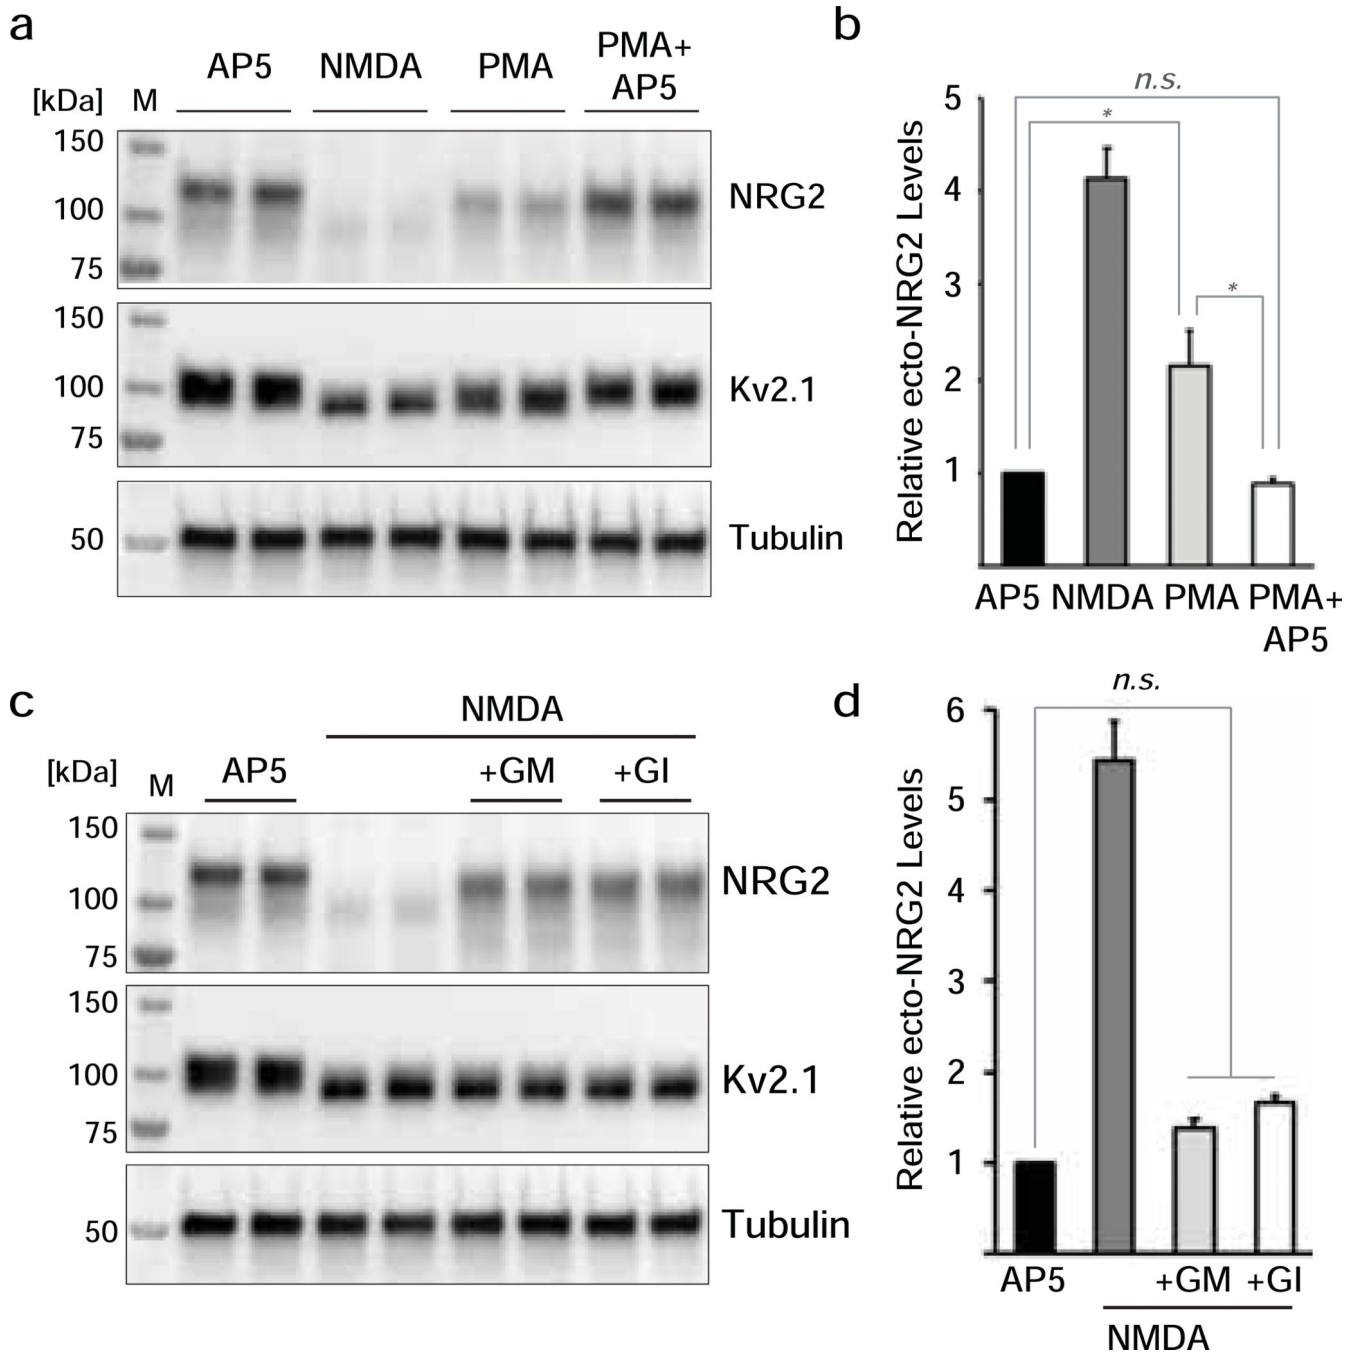 a
AP5 NMDA PMA PMA+
AP5
[kDa] M
150
100
75
NRG2
150
100
75
Kv2.1
50
Tubulin
b
n.s.
*
*
5
4
3
2
1
Relative ecto-NRG2 Levels
AP5 NMDA PMA PMA+
AP5
c
NMDA
[kDa] M AP5 +GM +GI
150
100
75
NRG2
150
100
75
Kv2.1
50
Tubulin
d
n.s.
6
5
4
3
2
1
Relative ecto-NRG2 Levels
AP5 +GM +GI
NMDA